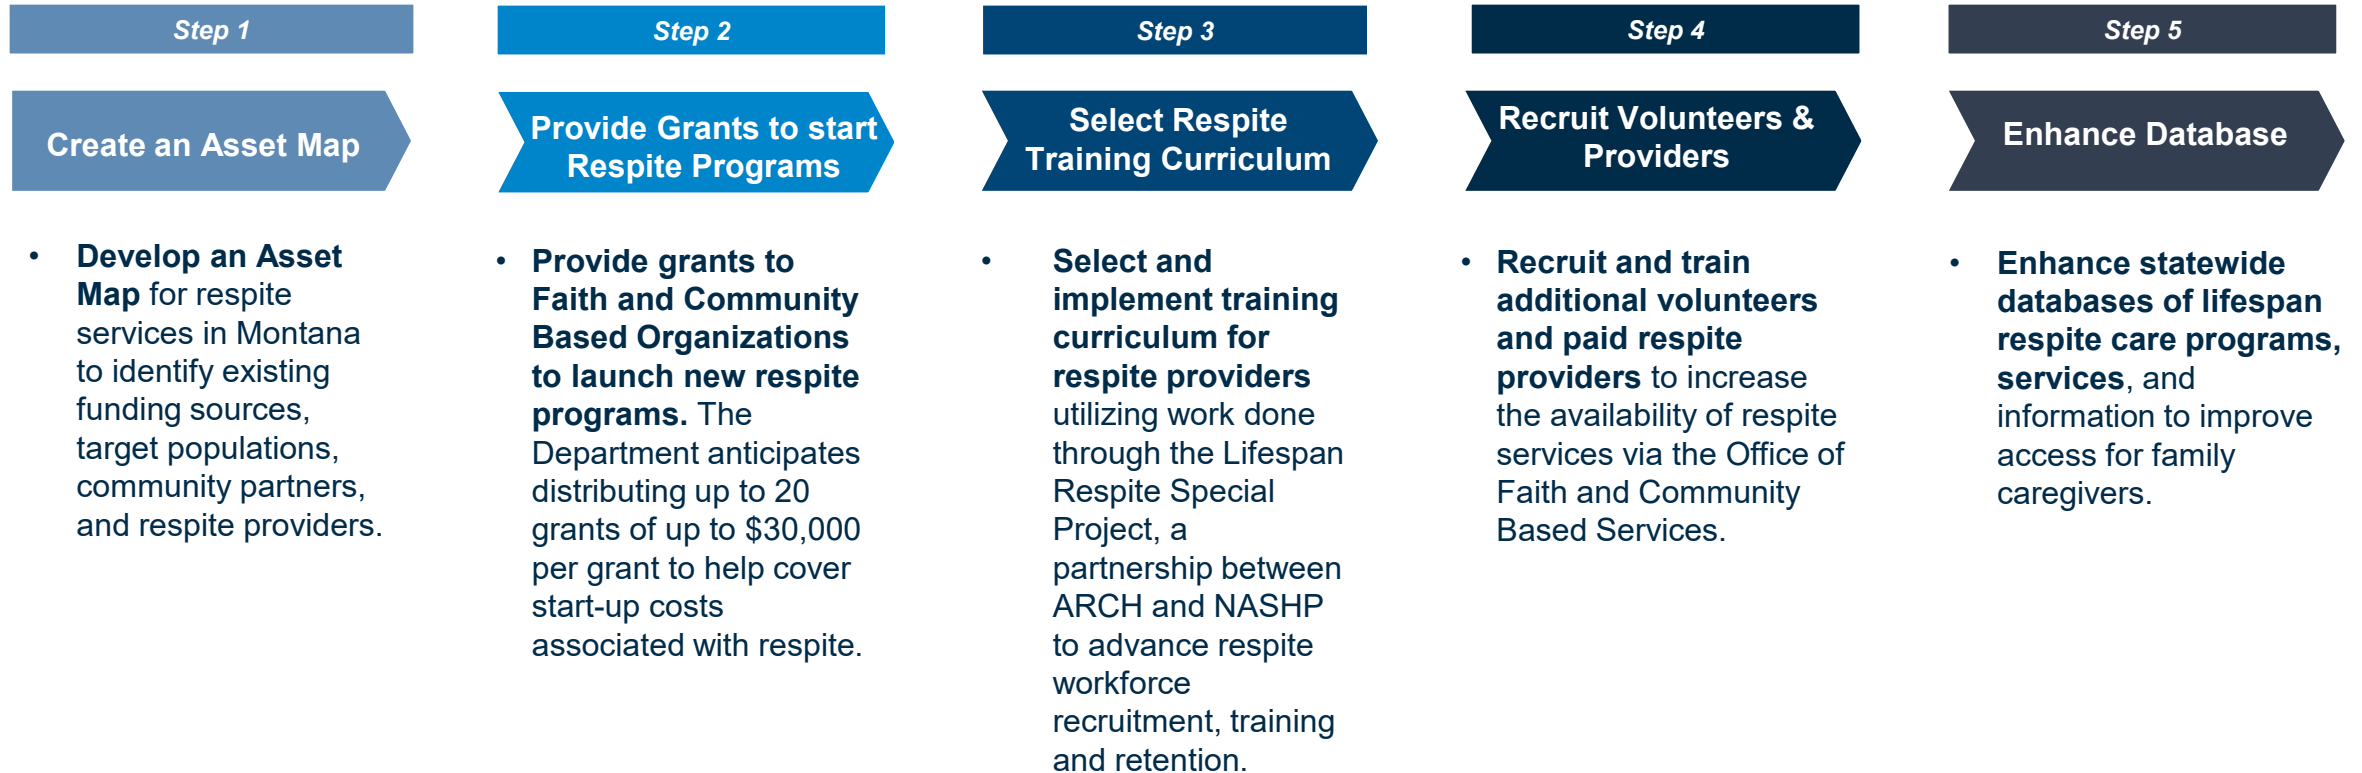 Step 1
Create an Asset Map
• Develop an Asset
Map for respite
services in Montana
to identify existing
funding sources,
target populations,
community partners,
and respite providers.
Step 2
Provide Grants to start
Respite Programs
• Provide grants to
Faith and Community
Based Organizations
to launch new respite
programs. The
Department anticipates
distributing up to 20
grants of up to $30,000
per grant to help cover
start-up costs
associated with respite.
Step 3
Select Respite
Training Curriculum
• Select and
implement training
curriculum for
respite providers
utilizing work done
through the Lifespan
Respite Special
Project, a
partnership between
ARCH and NASHP
to advance respite
workforce
recruitment, training
and retention.
Step 4
Recruit Volunteers &
Providers
• Recruit and train
additional volunteers
and paid respite
providers to increase
the availability of respite
services via the Office of
Faith and Community
Based Services.
Step 5
Enhance Database
• Enhance statewide
databases of lifespan
respite care programs,
services, and
information to improve
access for family
caregivers.